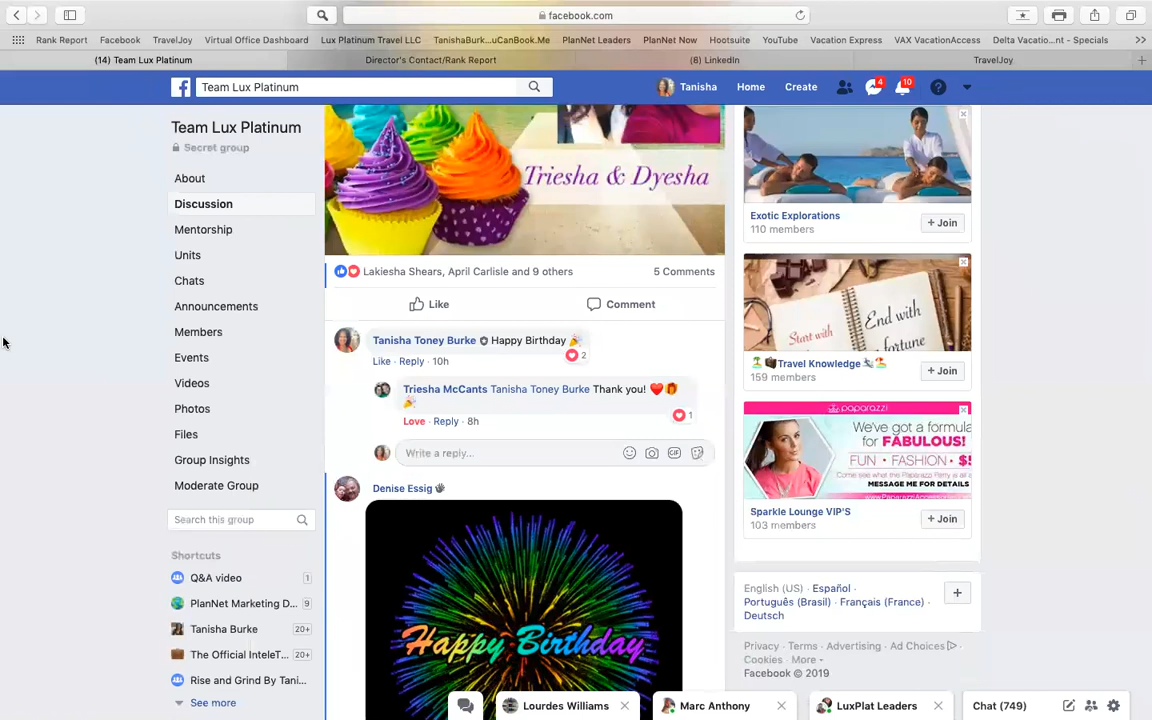 facebook.com
Rank Report Facebook TravelJoy Virtual Office Dashboard Lux Platinum Travel LLC TanishaBurk...uCanBook.Me PlanNet Leaders PlanNet Now Hootsuite YouTube Vacation Express VAX VacationAccess Delta Vacatio...nt - Specials
(14) Team Lux Platinum Director's Contact/Rank Report (8) LinkedIn TravelJoy
Team Lux Platinum Tanisha Home Create 4 10
Team Lux Platinum
Secret group
About
Discussion
Mentorship
Units
Chats
Announcements
Members
Events
Videos
Photos
Files
Group Insights
Moderate Group
Search this group
Shortcuts
Q&A video 1
PlanNet Marketing D... 9
Tanisha Burke 20+
The Official InteleT... 20+
Rise and Grind By Tani...
See more
Triesha & Dyesha
Lakiesha Shears, April Carlisle and 9 others 5 Comments
Like Comment
Tanisha Toney Burke Happy Birthday 🎉
2
Like · Reply · 10h
Triesha McCants Tanisha Toney Burke Thank you! ❤️🎁
🎉
1
Love · Reply · 8h
Write a reply... GIF
Denise Essig
Happy Birthday
Exotic Explorations
110 members
+ Join
Start with
End with
fortune
Travel Knowledge
159 members
+ Join
paparazzi
We've got a formula
for FABULOUS!
FUN · FASHION · $5
MESSAGE ME FOR DETAILS
Sparkle Lounge VIP'S
103 members
+ Join
English (US) · Español ·
Português (Brasil) · Français (France) ·
Deutsch
Privacy · Terms · Advertising · Ad Choices ·
Cookies · More
Facebook © 2019
Lourdes Williams Marc Anthony LuxPlat Leaders Chat (749)